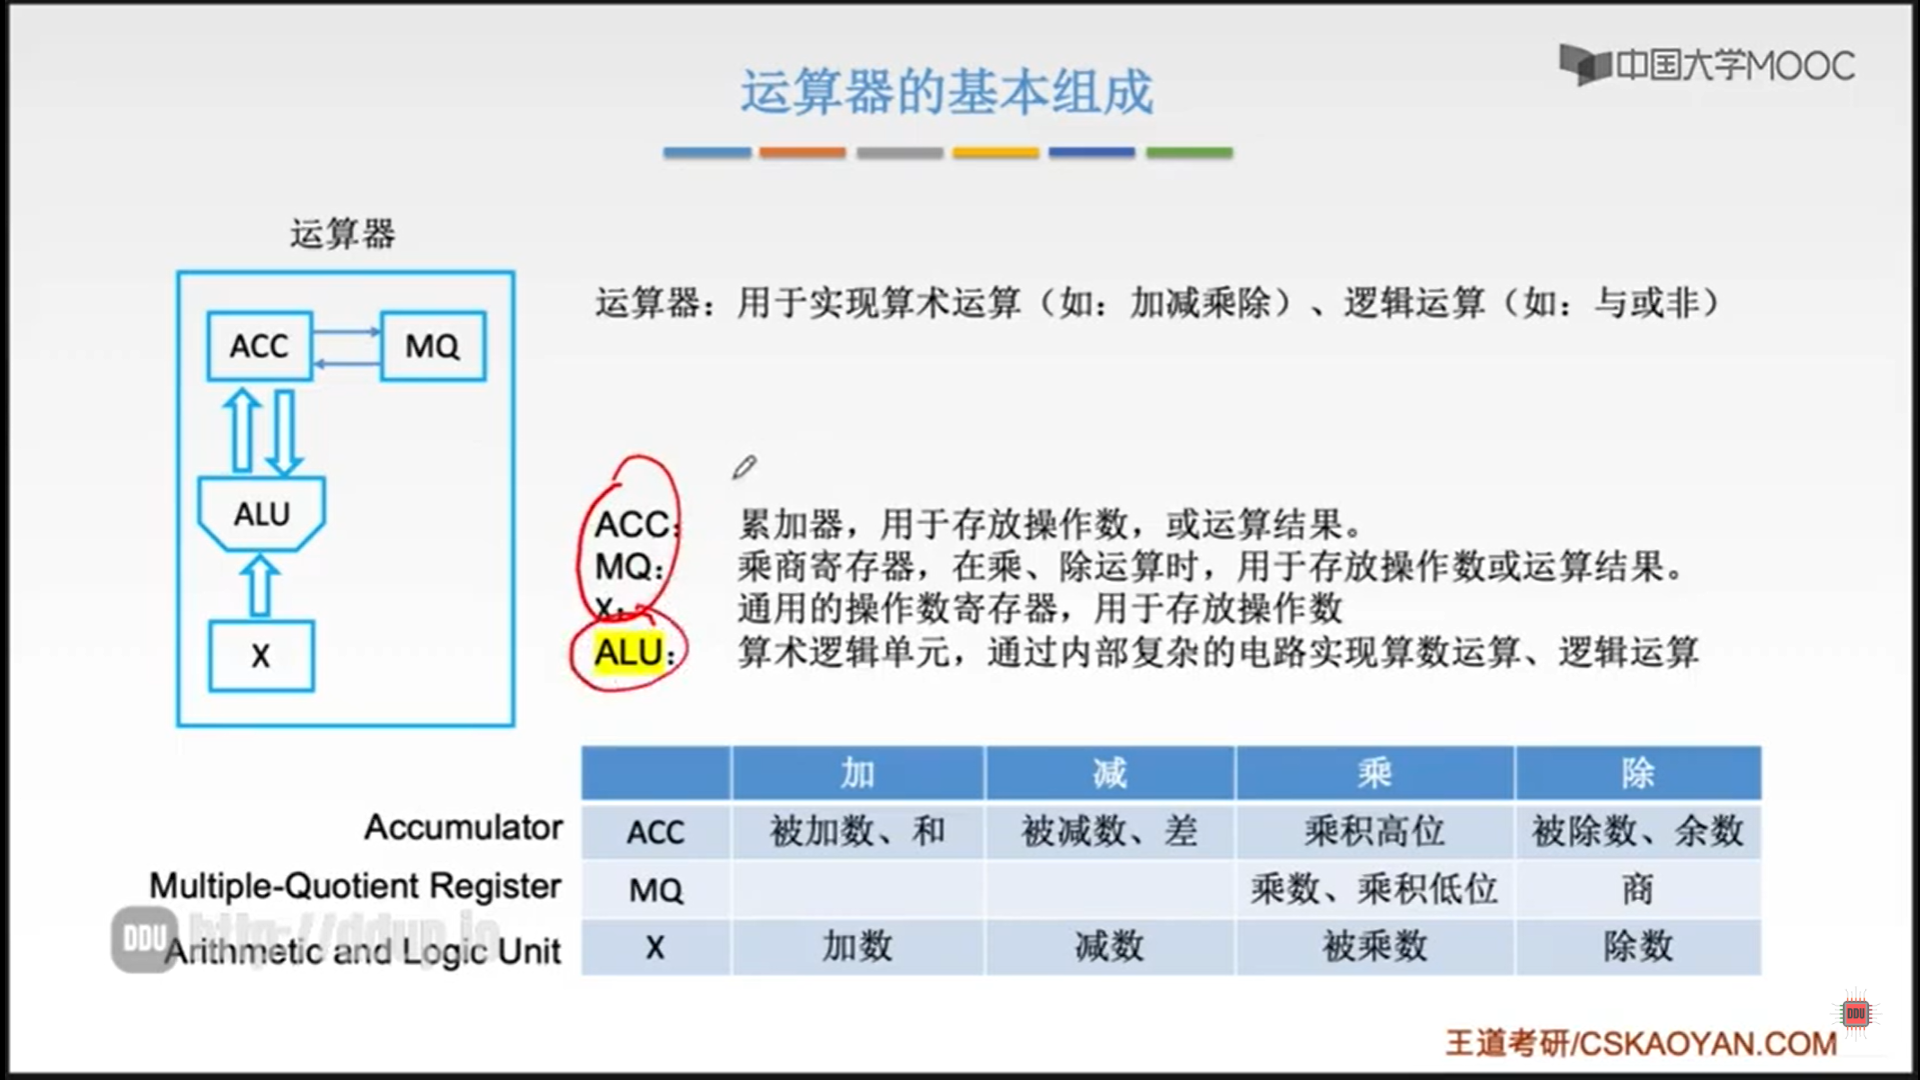 中国大学MOOC
运算器的基本组成
运算器
运算器：用于实现算术运算（如：加减乘除）、逻辑运算（如：与或非）
ACC
MQ
ALU
X
ACC： 累加器，用于存放操作数，或运算结果。
MQ： 乘商寄存器，在乘、除运算时，用于存放操作数或运算结果。
X： 通用的操作数寄存器，用于存放操作数
ALU： 算术逻辑单元，通过内部复杂的电路实现算数运算、逻辑运算
加 减 乘 除
Accumulator ACC 被加数、和 被减数、差 乘积高位 被除数、余数
Multiple-Quotient Register MQ 乘数、乘积低位 商
Arithmetic and Logic Unit X 加数 减数 被乘数 除数
DDU http://ddup.io
DDU
王道考研/CSKAOYAN.COM